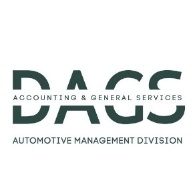 DAGS
ACCOUNTING & GENERAL SERVICES
AUTOMOTIVE MANAGEMENT DIVISION